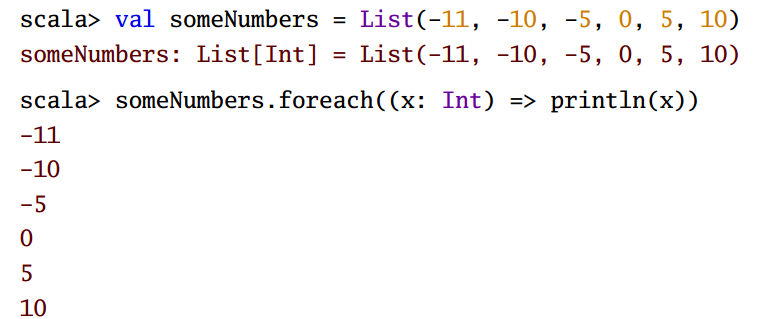 scala> val someNumbers = List(-11, -10, -5, 0, 5, 10)
someNumbers: List[Int] = List(-11, -10, -5, 0, 5, 10)
scala> someNumbers.foreach((x: Int) => println(x))
-11
-10
-5
0
5
10